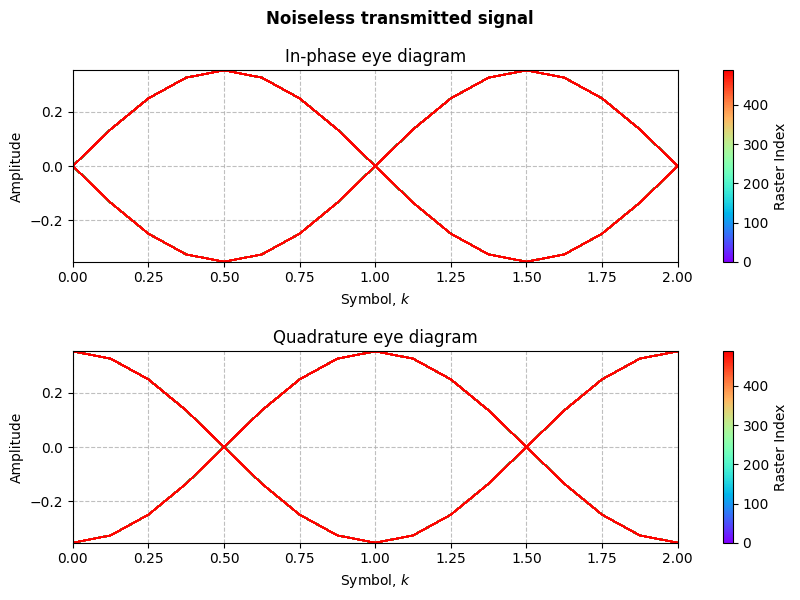 Noiseless transmitted signal
In-phase eye diagram
Amplitude
0.2
0.0
−0.2
0.00 0.25 0.50 0.75 1.00 1.25 1.50 1.75 2.00
Symbol, k
400
300
200
100
0
Raster Index
Quadrature eye diagram
Amplitude
0.2
0.0
−0.2
0.00 0.25 0.50 0.75 1.00 1.25 1.50 1.75 2.00
Symbol, k
400
300
200
100
0
Raster Index